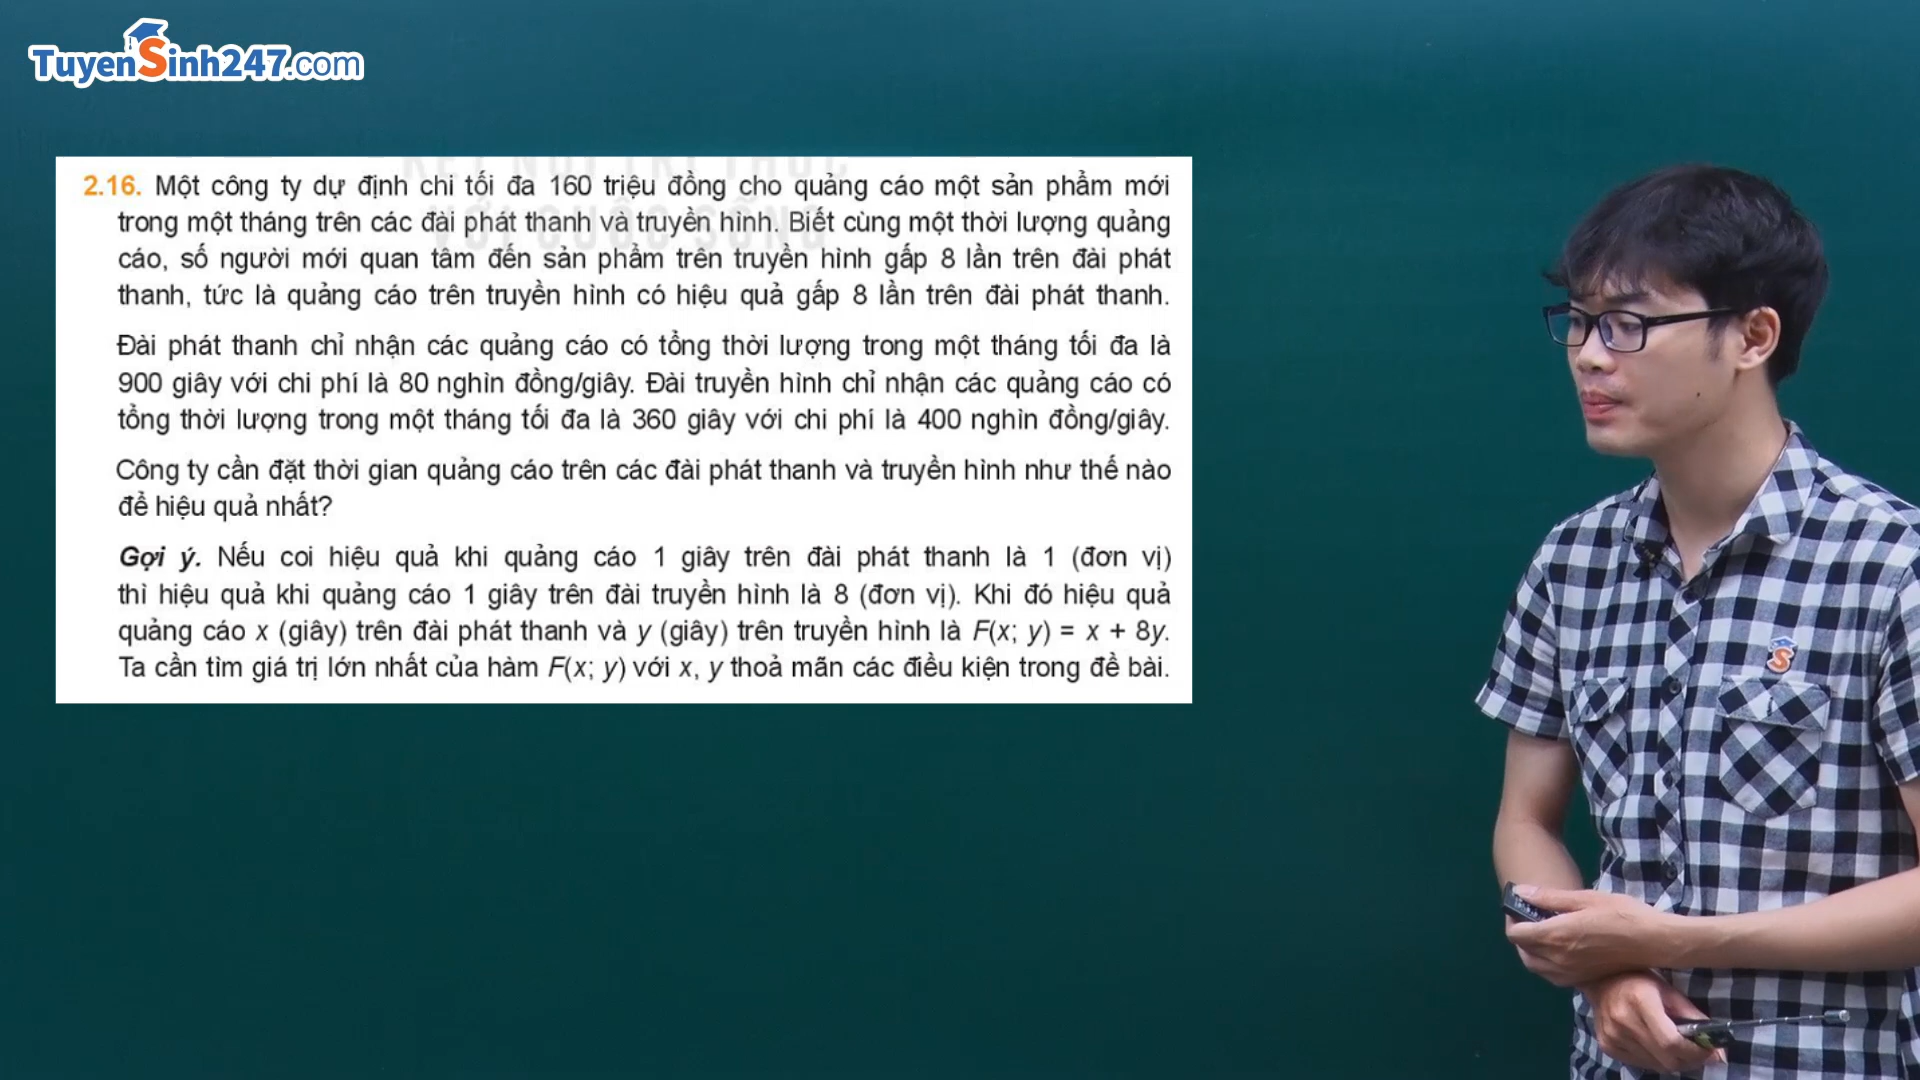 TuyenSinh247.com
KẾT NỐI TRI THỨC
VỚI CUỘC SỐNG
2.16. Một công ty dự định chi tối đa 160 triệu đồng cho quảng cáo một sản phẩm mới
trong một tháng trên các đài phát thanh và truyền hình. Biết cùng một thời lượng quảng
cáo, số người mới quan tâm đến sản phẩm trên truyền hình gấp 8 lần trên đài phát
thanh, tức là quảng cáo trên truyền hình có hiệu quả gấp 8 lần trên đài phát thanh.
Đài phát thanh chỉ nhận các quảng cáo có tổng thời lượng trong một tháng tối đa là
900 giây với chi phí là 80 nghìn đồng/giây. Đài truyền hình chỉ nhận các quảng cáo có
tổng thời lượng trong một tháng tối đa là 360 giây với chi phí là 400 nghìn đồng/giây.
Công ty cần đặt thời gian quảng cáo trên các đài phát thanh và truyền hình như thế nào
để hiệu quả nhất?
Gợi ý. Nếu coi hiệu quả khi quảng cáo 1 giây trên đài phát thanh là 1 (đơn vị)
thì hiệu quả khi quảng cáo 1 giây trên đài truyền hình là 8 (đơn vị). Khi đó hiệu quả
quảng cáo x (giây) trên đài phát thanh và y (giây) trên truyền hình là F(x; y) = x + 8y.
Ta cần tìm giá trị lớn nhất của hàm F(x; y) với x, y thoả mãn các điều kiện trong đề bài.
S